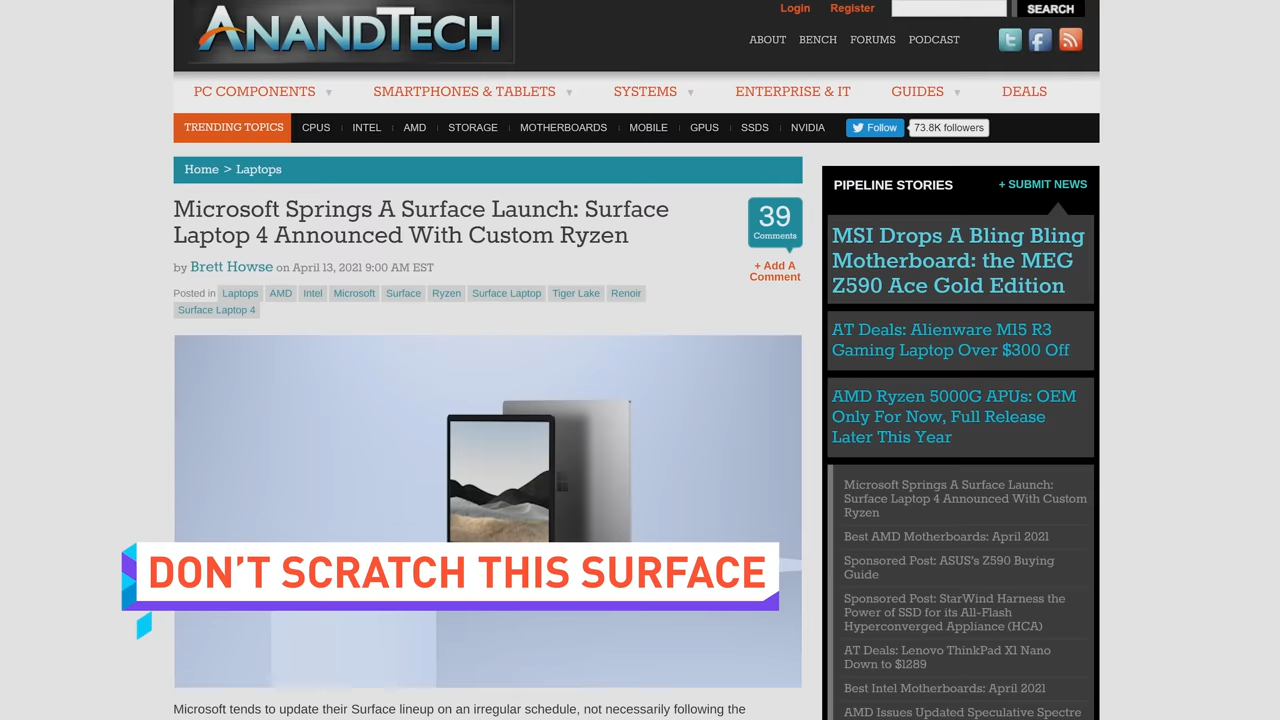 ANANDTECH
Login Register SEARCH
ABOUT BENCH FORUMS PODCAST
PC COMPONENTS SMARTPHONES & TABLETS SYSTEMS ENTERPRISE & IT GUIDES DEALS
TRENDING TOPICS CPUS INTEL AMD STORAGE MOTHERBOARDS MOBILE GPUS SSDS NVIDIA Follow 73.8K followers
Home > Laptops
Microsoft Springs A Surface Launch: Surface
Laptop 4 Announced With Custom Ryzen
by Brett Howse on April 13, 2021 9:00 AM EST
Posted in Laptops AMD Intel Microsoft Surface Ryzen Surface Laptop Tiger Lake Renoir
Surface Laptop 4
39
Comments
+ Add A
Comment
DON'T SCRATCH THIS SURFACE
Microsoft tends to update their Surface lineup on an irregular schedule, not necessarily following the
PIPELINE STORIES + SUBMIT NEWS
MSI Drops A Bling Bling
Motherboard: the MEG
Z590 Ace Gold Edition
AT Deals: Alienware M15 R3
Gaming Laptop Over $300 Off
AMD Ryzen 5000G APUs: OEM
Only For Now, Full Release
Later This Year
Microsoft Springs A Surface Launch:
Surface Laptop 4 Announced With Custom
Ryzen
Best AMD Motherboards: April 2021
Sponsored Post: ASUS's Z590 Buying
Guide
Sponsored Post: StarWind Harness the
Power of SSD for its All-Flash
Hyperconverged Appliance (HCA)
AT Deals: Lenovo ThinkPad X1 Nano
Down to $1289
Best Intel Motherboards: April 2021
AMD Issues Updated Speculative Spectre